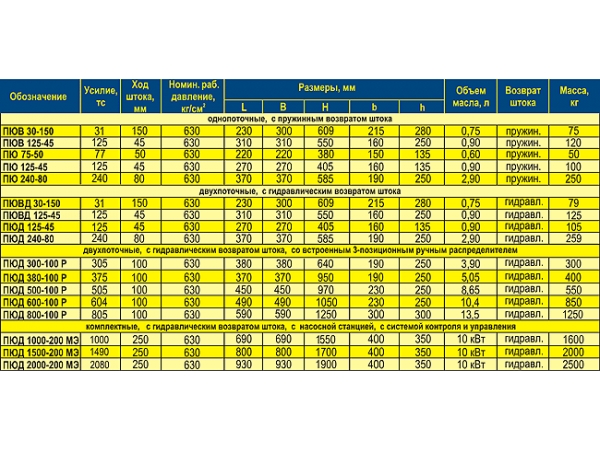 Обозначение Усилие, тс Ход штока, мм Номин. раб. давление, кг/см² Размеры, мм Объем масла, л Возврат штока Масса, кг
L B H b h
однопоточные, с пружинным возвратом штока
ПЮВ 30-150 31 150 630 230 300 609 215 280 0,75 пружин. 75
ПЮВ 125-45 125 45 630 310 310 550 160 250 0,90 пружин. 120
ПЮ 75-50 77 50 630 220 220 380 150 135 0,60 пружин. 50
ПЮ 125-45 125 45 630 270 270 405 160 135 0,90 пружин. 100
ПЮ 240-80 240 80 630 370 370 585 190 250 2,90 пружин. 250
двухпоточные, с гидравлическим возвратом штока
ПЮВД 30-150 31 150 630 230 300 609 215 280 0,75 гидравл. 79
ПЮВД 125-45 125 45 630 310 310 550 160 250 0,90 гидравл. 125
ПЮД 125-45 125 45 630 270 270 405 160 135 0,90 гидравл. 105
ПЮД 240-80 240 80 630 370 370 585 190 250 2,90 гидравл. 259
двухпоточные, с гидравлическим возвратом штока, со встроенным 3-позиционным ручным распределителем
ПЮД 300-100 Р 305 100 630 380 380 640 190 250 3,90 гидравл. 300
ПЮД 380-100 Р 375 100 630 370 370 950 190 250 5,05 гидравл. 400
ПЮД 500-100 Р 505 100 630 450 450 970 230 250 8,65 гидравл. 550
ПЮД 600-100 Р 604 100 630 490 490 1050 230 250 10,4 гидравл. 850
ПЮД 800-100 Р 805 100 630 590 590 1250 300 300 13,5 гидравл. 1250
комплектные, с гидравлическим возвратом штока, с насосной станцией, с системой контроля и управления
ПЮД 1000-200 МЭ 1000 250 630 690 690 1550 400 350 10 кВт гидравл. 1600
ПЮД 1500-200 МЭ 1490 250 630 800 800 1700 400 350 10 кВт гидравл. 2000
ПЮД 2000-200 МЭ 2080 250 630 930 930 1900 400 350 10 кВт гидравл. 2500